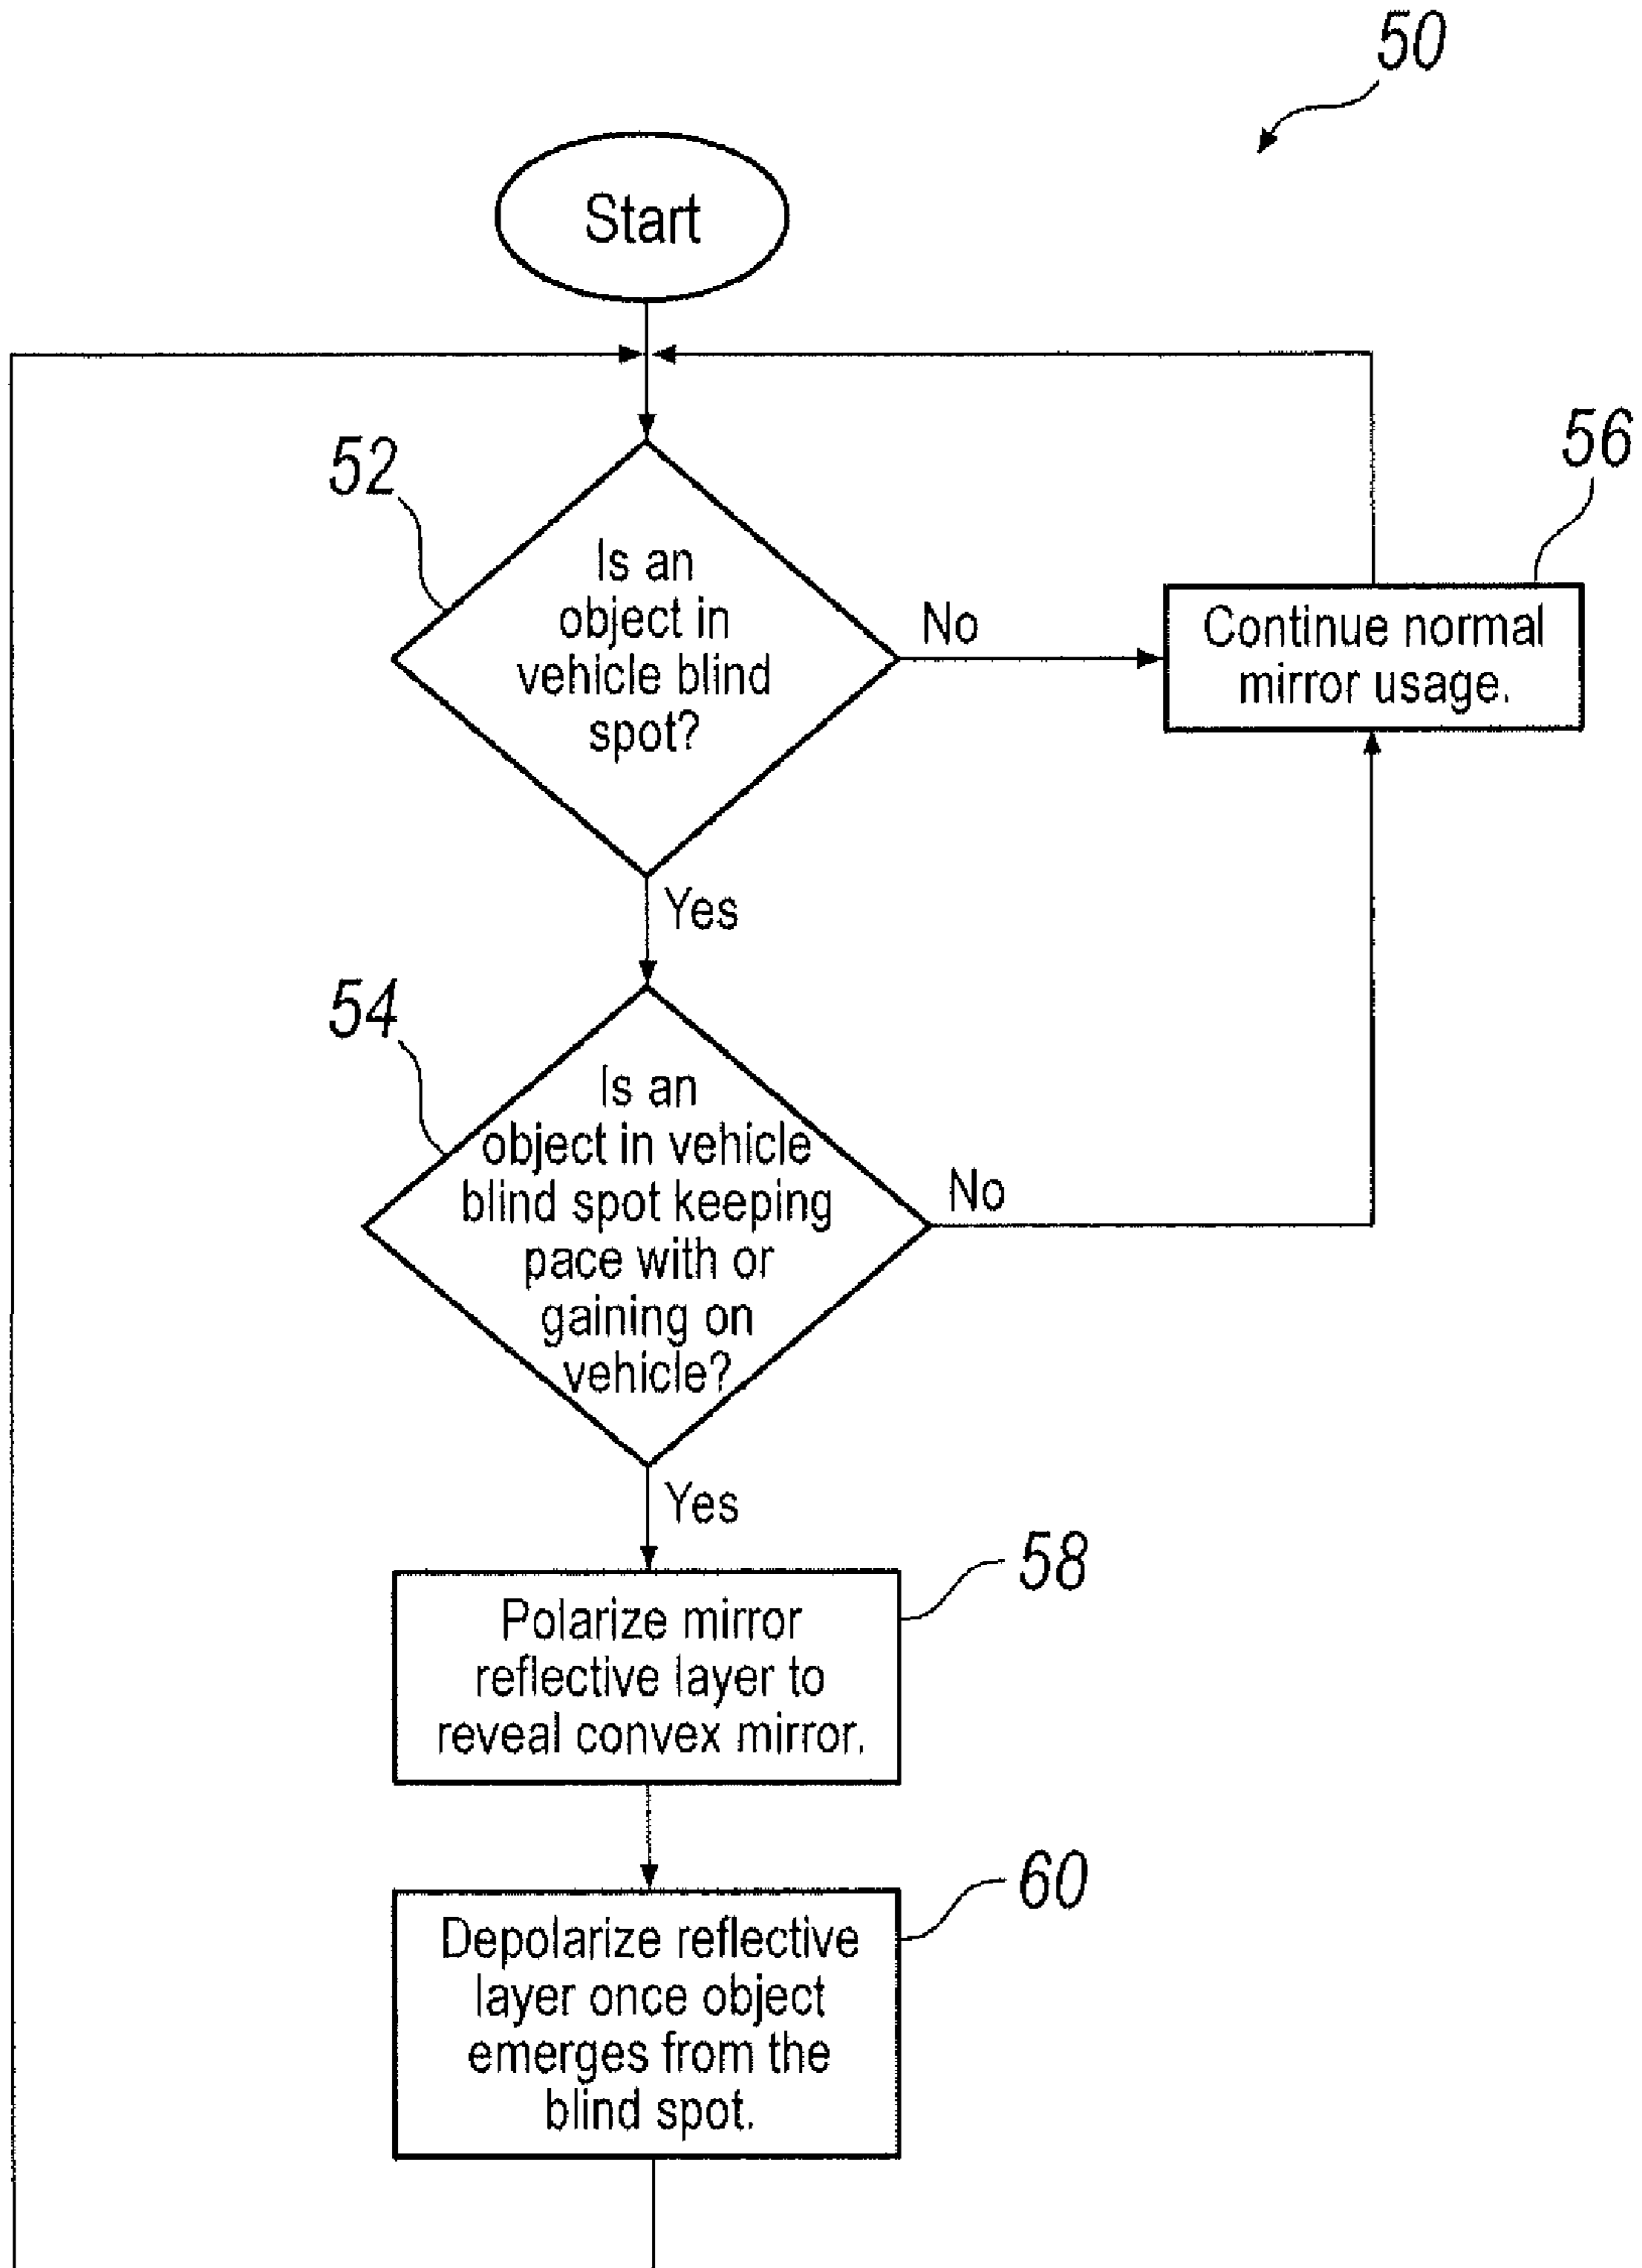 50
Start
52
Is an
object in
vehicle blind
spot?
No
56
Continue normal
mirror usage.
Yes
54
Is an
object in vehicle
blind spot keeping
pace with or
gaining on
vehicle?
No
Yes
58
Polarize mirror
reflective layer to
reveal convex mirror.
60
Depolarize reflective
layer once object
emerges from the
blind spot.